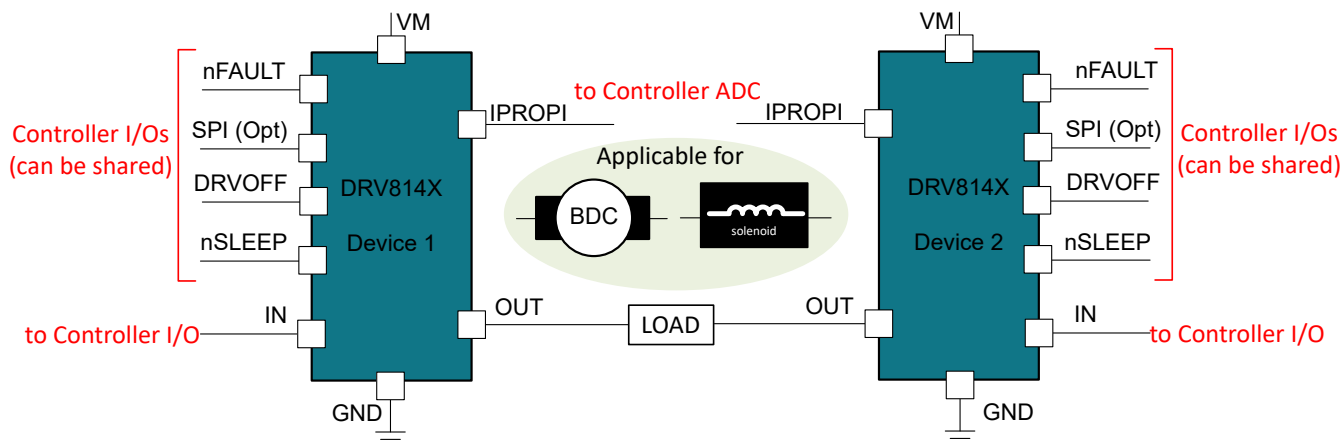 VM
VM
nFAULT
SPI (Opt)
DRVOFF
nSLEEP
IN
Controller I/Os
(can be shared)
to Controller I/O
DRV814X
Device 1
IPROPI
OUT
GND
to Controller ADC
Applicable for
BDC
solenoid
LOAD
IPROPI
OUT
DRV814X
Device 2
GND
nFAULT
SPI (Opt)
DRVOFF
nSLEEP
IN
Controller I/Os
(can be shared)
to Controller I/O